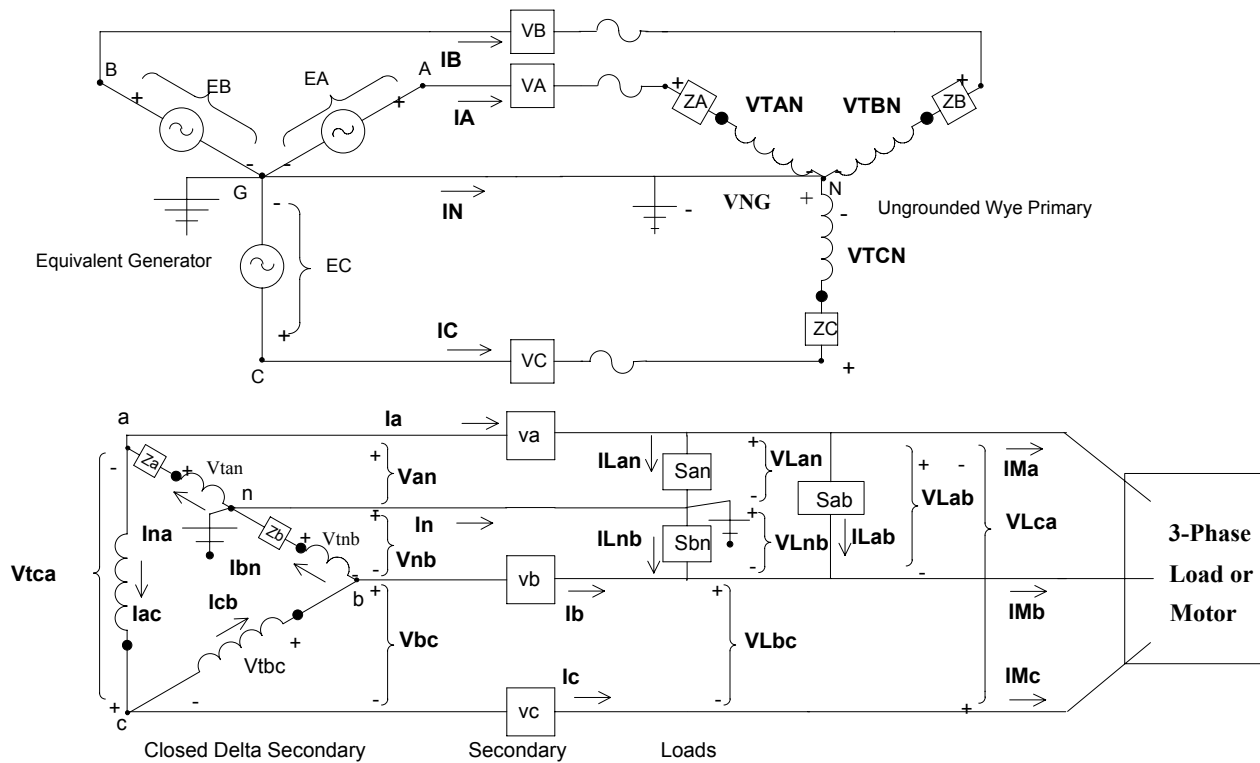 VB
IB
B
EB
EA
A
+
+
VA
IA
+
ZA
VTAN
VTBN
+
ZB
-
-
G
-
-
N
IN
-
VNG
+
-
Ungrounded Wye Primary
-
Equivalent Generator
EC
VTCN
+
IC
ZC
C
VC
+
a
Ia
va
-
Za
+
Vtan
+
Van
ILan
San
+
VLan
-
+
-
IMa
n
-
Sab
VLab
VLca
In
Ina
Zb
+
Vtnb
+
Vnb
-
ILnb
Sbn
+
VLnb
-
ILab
-
3-Phase
Load or
Motor
Vtca
Ibn
-
b
vb
Ib
IMb
Iac
Icb
+
+
Vbc
+
VLbc
Vtbc
Ic
IMc
+
-
-
-
+
c
vc
Closed Delta Secondary
Secondary
Loads